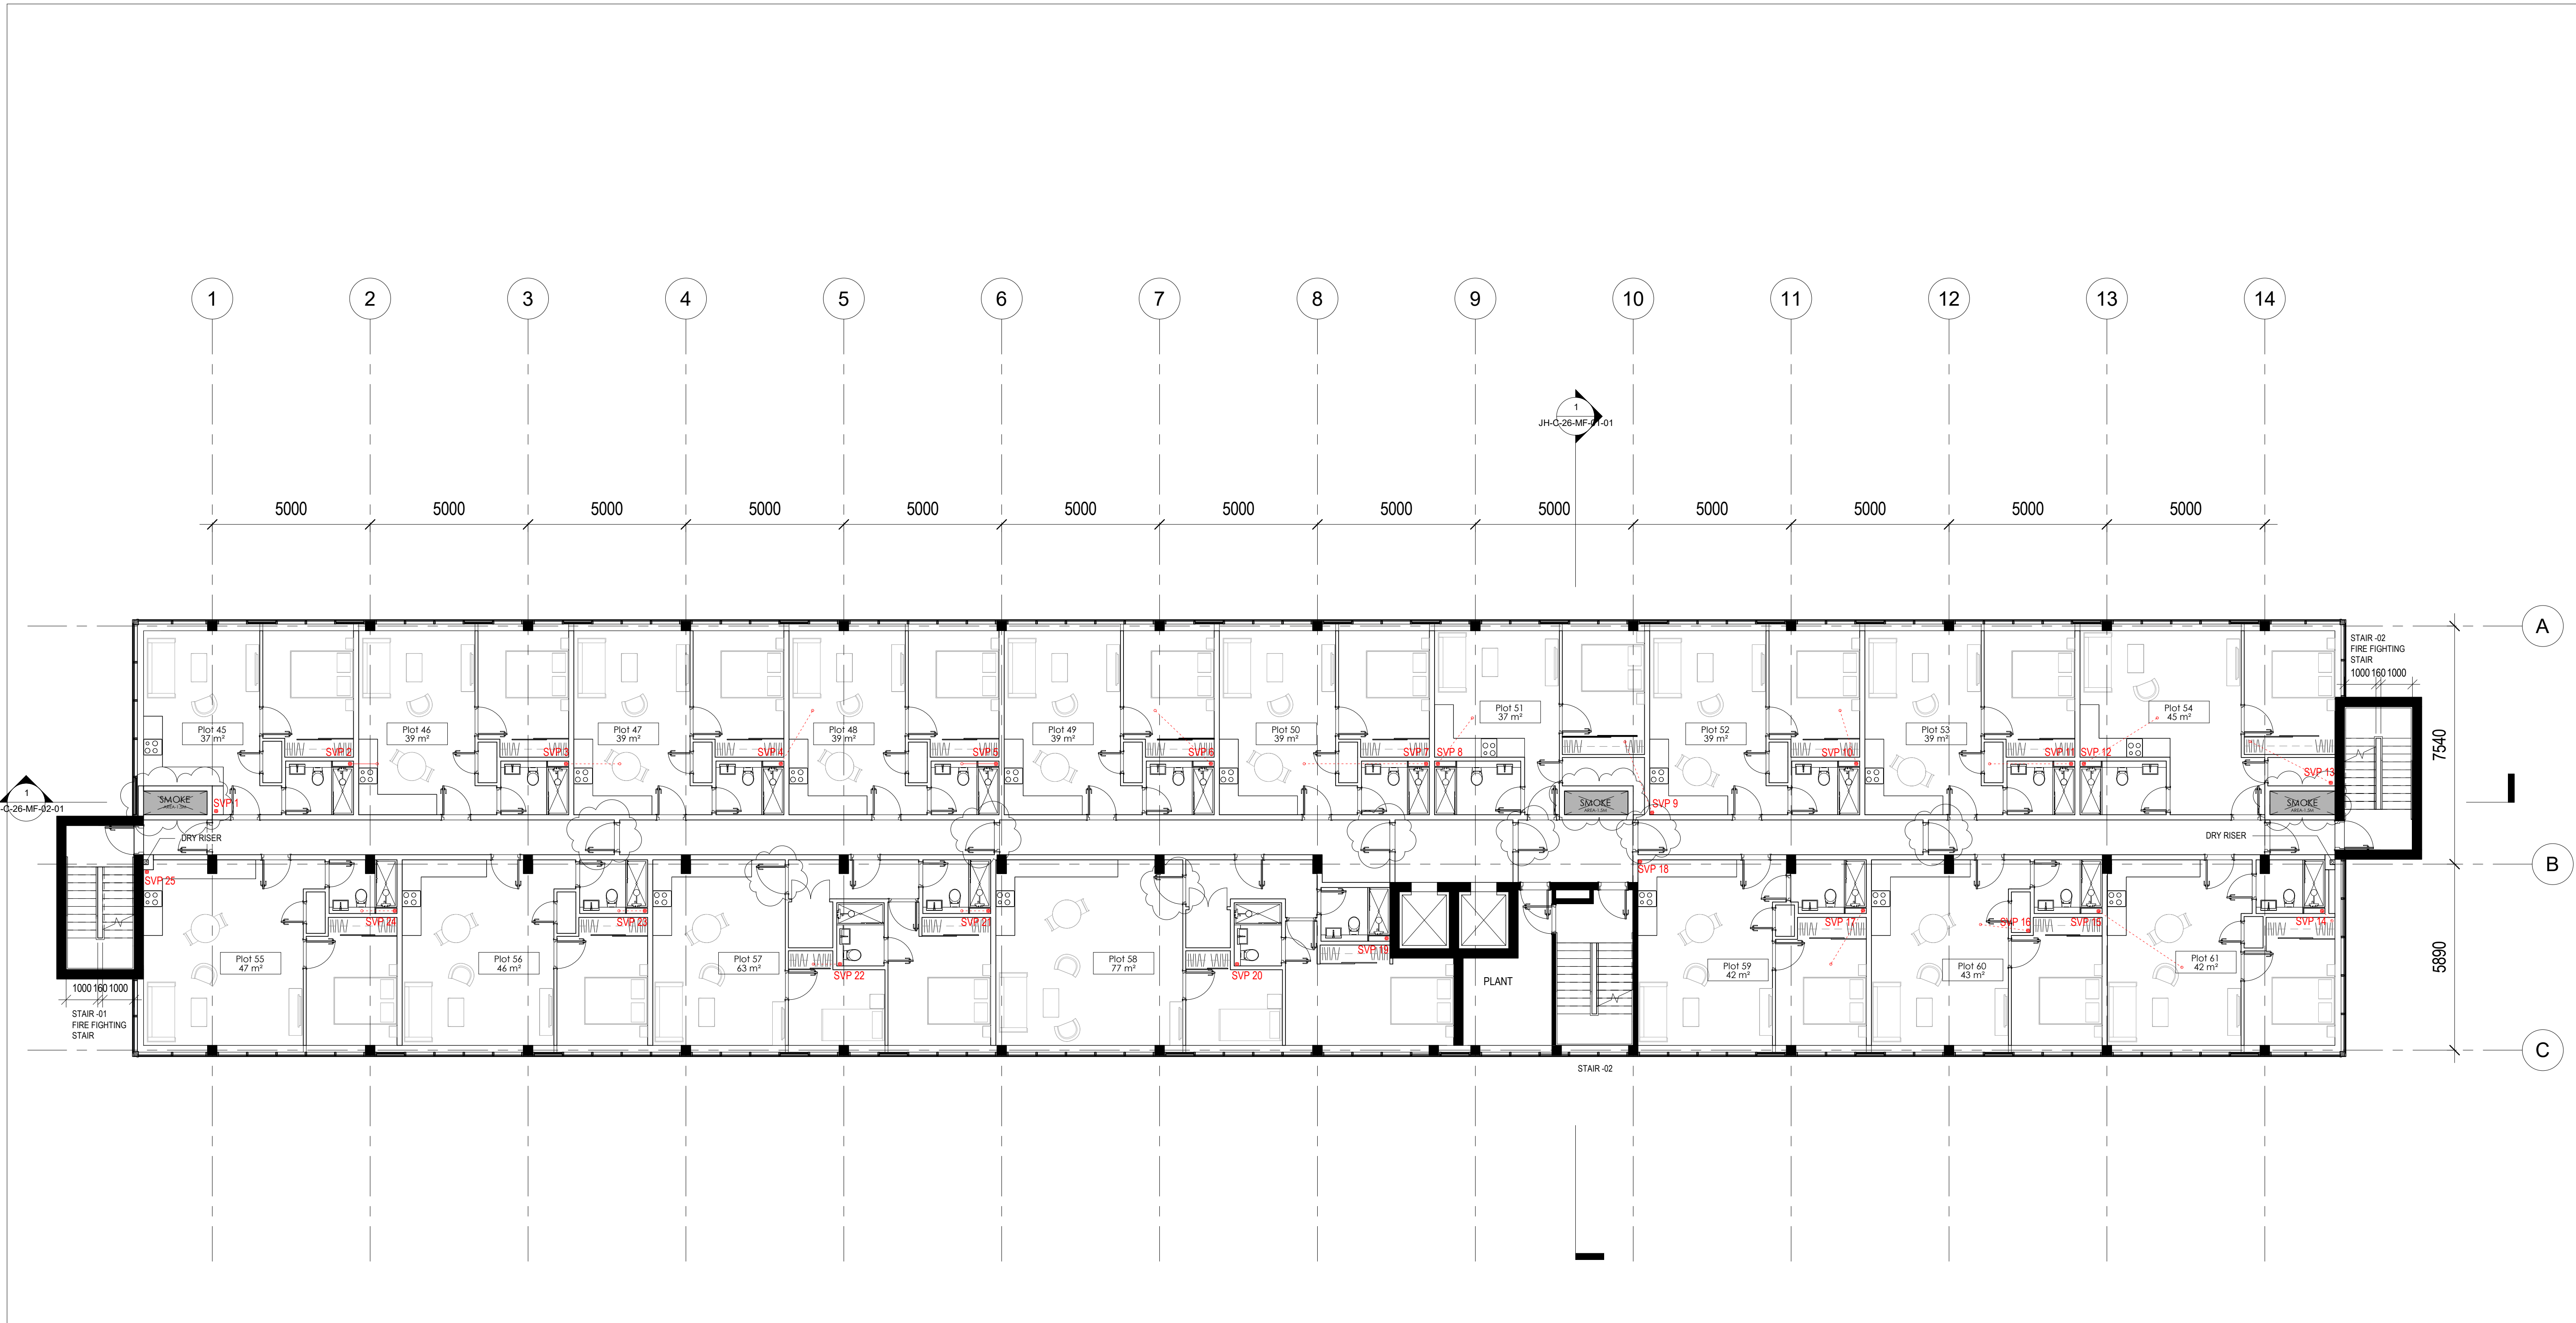 1
2
3
4
5
6
7
8
9
10
11
12
13
14
1
JH-C-26-MF-01-01
5000
5000
5000
5000
5000
5000
5000
5000
5000
5000
5000
5000
5000
A
STAIR -02
FIRE FIGHTING
STAIR
1000 160 1000
Plot 45
37 m²
Plot 46
39 m²
Plot 47
39 m²
Plot 48
39 m²
Plot 49
39 m²
Plot 50
39 m²
Plot 51
37 m²
Plot 52
39 m²
Plot 53
39 m²
Plot 54
45 m²
7540
SVP 2
SVP 3
SVP 4
SVP 5
SVP 6
SVP 7
SVP 8
SVP 10
SVP 11
SVP 12
SVP 13
1
-C-26-MF-02-01
SMOKE
AREA-1.5M
SVP 1
SMOKE
AREA-1.5M
SVP 9
SMOKE
AREA-1.5M
DRY RISER
DRY RISER
B
SVP 25
SVP 18
SVP 24
SVP 23
SVP 21
SVP 17
SVP 16
SVP 15
SVP 14
SVP 19
Plot 55
47 m²
Plot 56
46 m²
Plot 57
63 m²
SVP 22
Plot 58
77 m²
SVP 20
PLANT
Plot 59
42 m²
Plot 60
43 m²
Plot 61
42 m²
5890
1000 160 1000
STAIR -01
FIRE FIGHTING
STAIR
C
STAIR -02